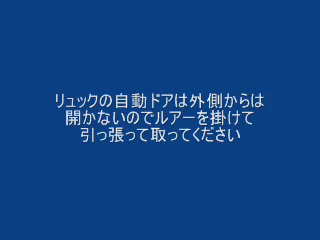 リュックの自動ドアは外側からは
開かないのでルアーを掛けて
引っ張って取ってください